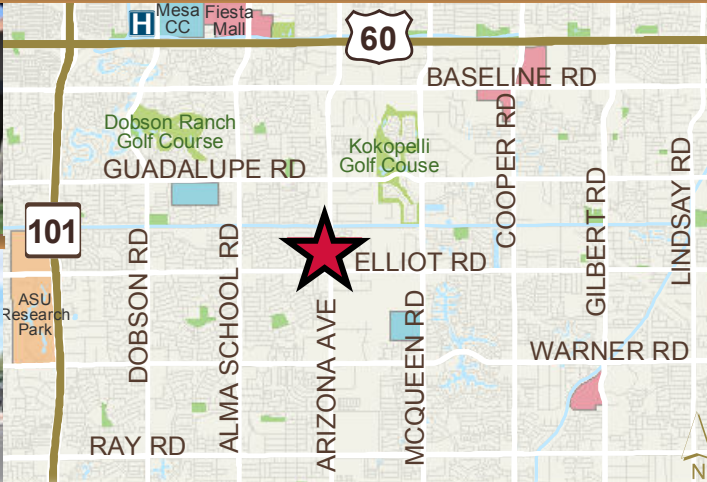 H
Mesa
CC
Fiesta
Mall
60
BASELINE RD
Dobson Ranch
Golf Course
Kokopelli
Golf Couse
GUADALUPE RD
COOPER RD
GILBERT RD
LINDSAY RD
101
ELLIOT RD
DOBSON RD
ALMA SCHOOL RD
ARIZONA AVE
MCQUEEN RD
ASU
Research
Park
WARNER RD
RAY RD
N